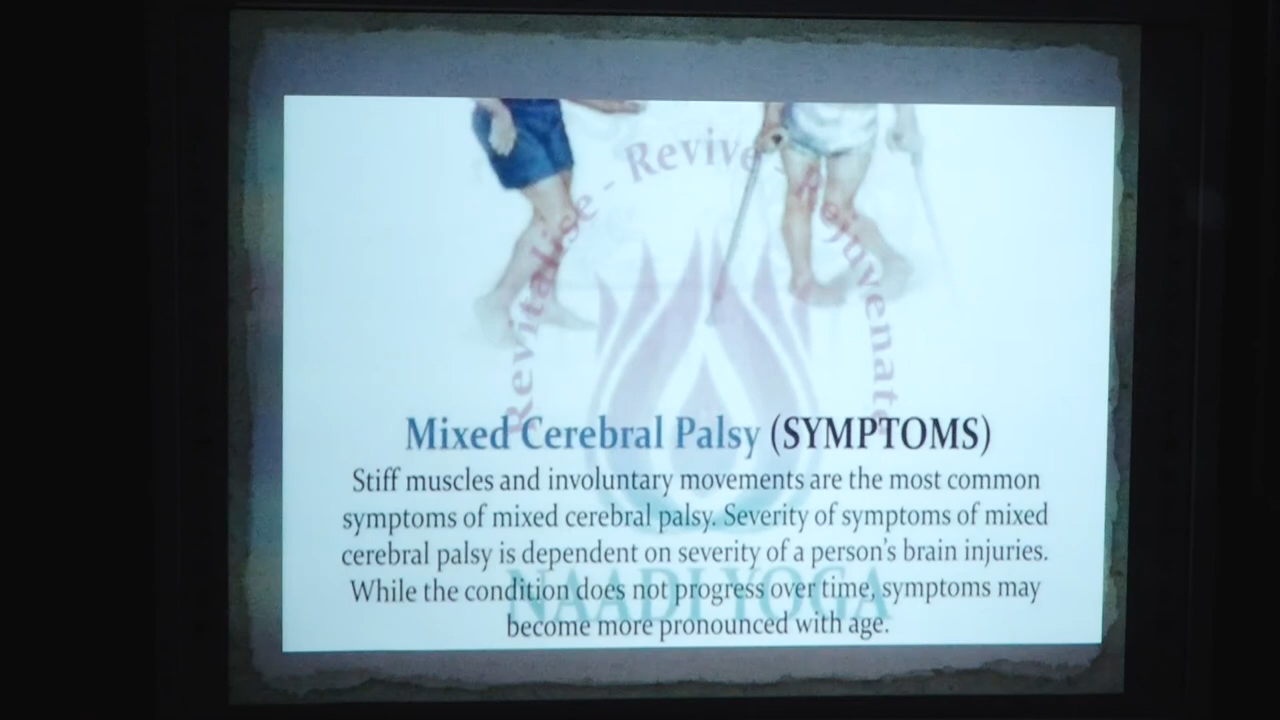 Revitalise - Revive - Rejuvenate
Mixed Cerebral Palsy (SYMPTOMS)
Stiff muscles and involuntary movements are the most common
symptoms of mixed cerebral palsy. Severity of symptoms of mixed
cerebral palsy is dependent on severity of a person's brain injuries.
While the condition does not progress over time, symptoms may
become more pronounced with age.
NAADI YOGA